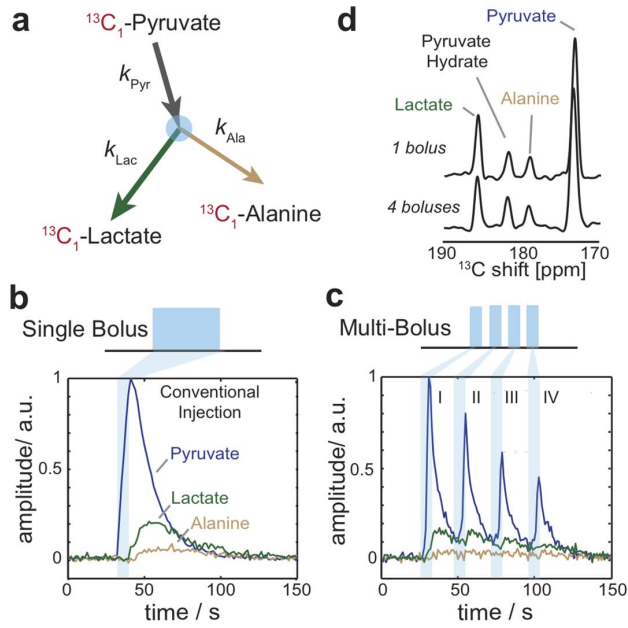 a
¹³C₁-Pyruvate
kPyr
kAla
kLac
¹³C₁-Alanine
¹³C₁-Lactate
d
Pyruvate
Pyruvate
Hydrate
Lactate
Alanine
1 bolus
4 boluses
190 180 170
¹³C shift [ppm]
b
Single Bolus
Conventional
Injection
Pyruvate
Lactate
Alanine
amplitude/ a.u.
1
0.5
0
0 50 100 150
time / s
c
Multi-Bolus
I II III IV
amplitude/ a.u.
1
0.5
0
0 50 100 150
time / s